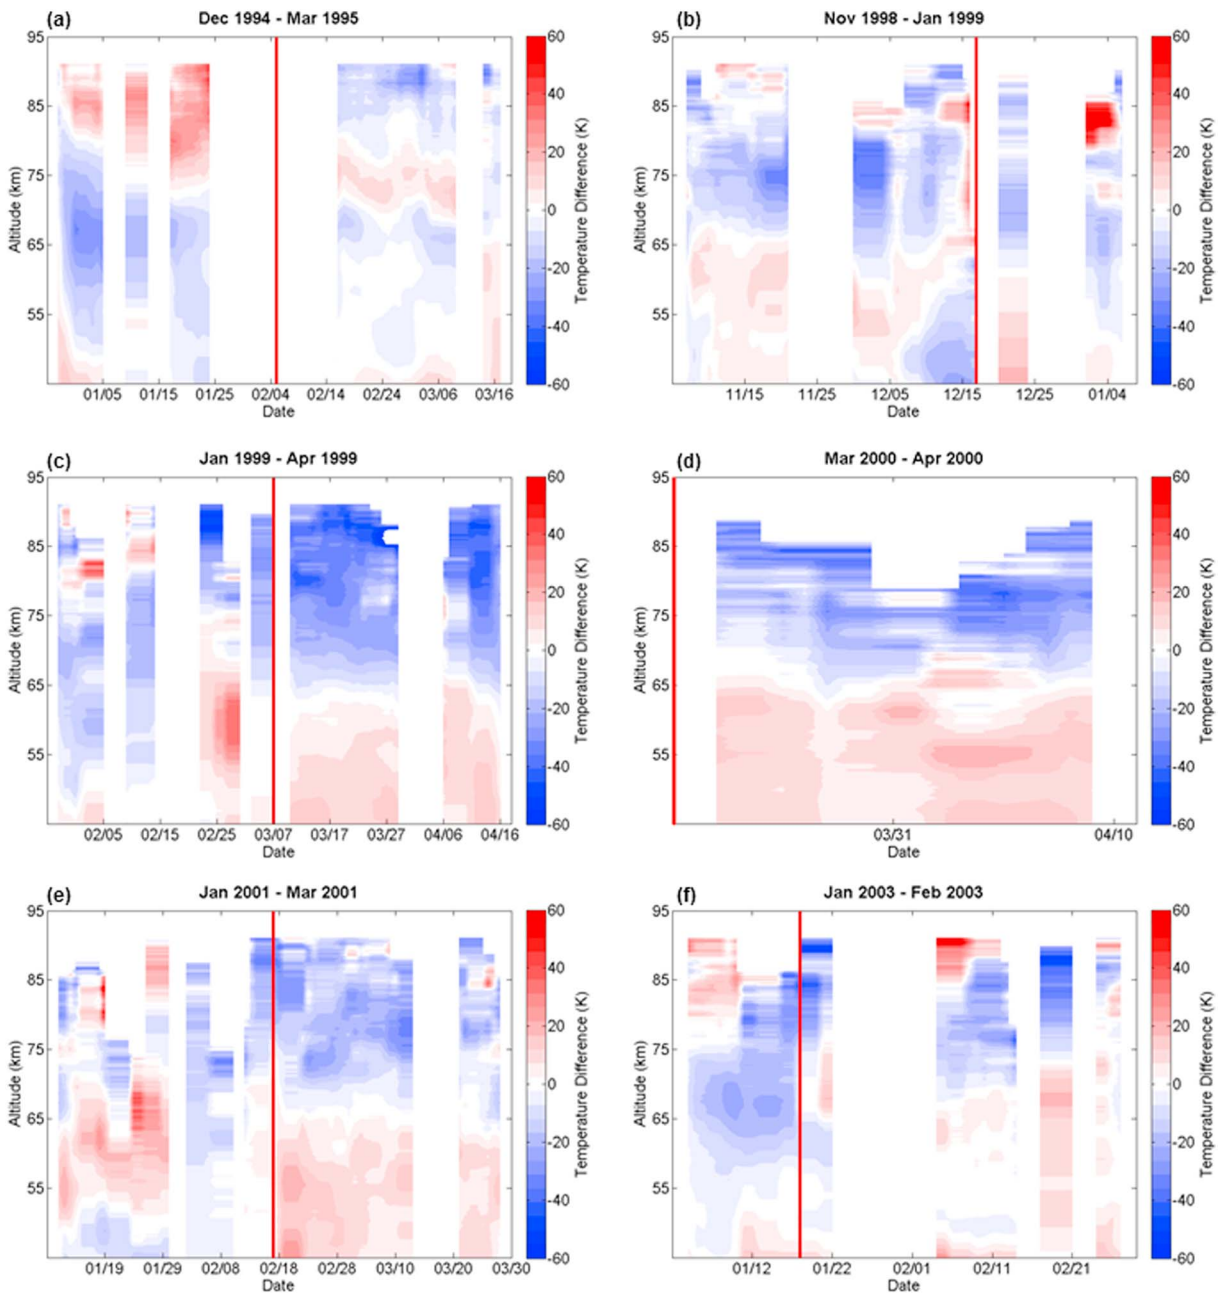 (a) Dec 1994 - Mar 1995
95
85
75
65
55
Altitude (km)
01/05 01/15 01/25 02/04 02/14 02/24 03/06 03/16
Date
60
40
20
0
-20
-40
-60
Temperature Difference (K)
(b) Nov 1998 - Jan 1999
95
85
75
65
55
Altitude (km)
11/15 11/25 12/05 12/15 12/25 01/04
Date
60
40
20
0
-20
-40
-60
Temperature Difference (K)
(c) Jan 1999 - Apr 1999
95
85
75
65
55
Altitude (km)
02/05 02/15 02/25 03/07 03/17 03/27 04/06 04/16
Date
60
40
20
0
-20
-40
-60
Temperature Difference (K)
(d) Mar 2000 - Apr 2000
95
85
75
65
55
Altitude (km)
03/31 04/10
Date
60
40
20
0
-20
-40
-60
Temperature Difference (K)
(e) Jan 2001 - Mar 2001
95
85
75
65
55
Altitude (km)
01/19 01/29 02/08 02/18 02/28 03/10 03/20 03/30
Date
60
40
20
0
-20
-40
-60
Temperature Difference (K)
(f) Jan 2003 - Feb 2003
95
85
75
65
55
Altitude (km)
01/12 01/22 02/01 02/11 02/21
Date
60
40
20
0
-20
-40
-60
Temperature Difference (K)